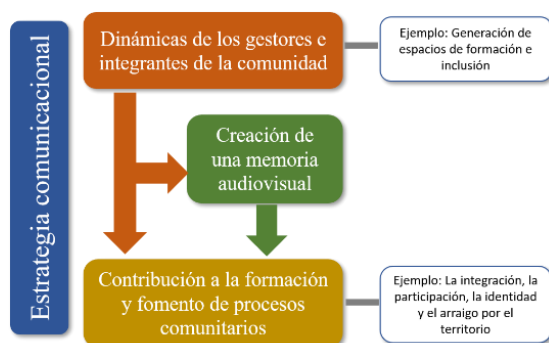 Estrategia comunicacional
Dinámicas de los gestores e
integrantes de la comunidad
Ejemplo: Generación de
espacios de formación e
inclusión
Creación de
una memoria
audiovisual
Contribución a la formación
y fomento de procesos
comunitarios
Ejemplo: La integración, la
participación, la identidad
y el arraigo por el
territorio